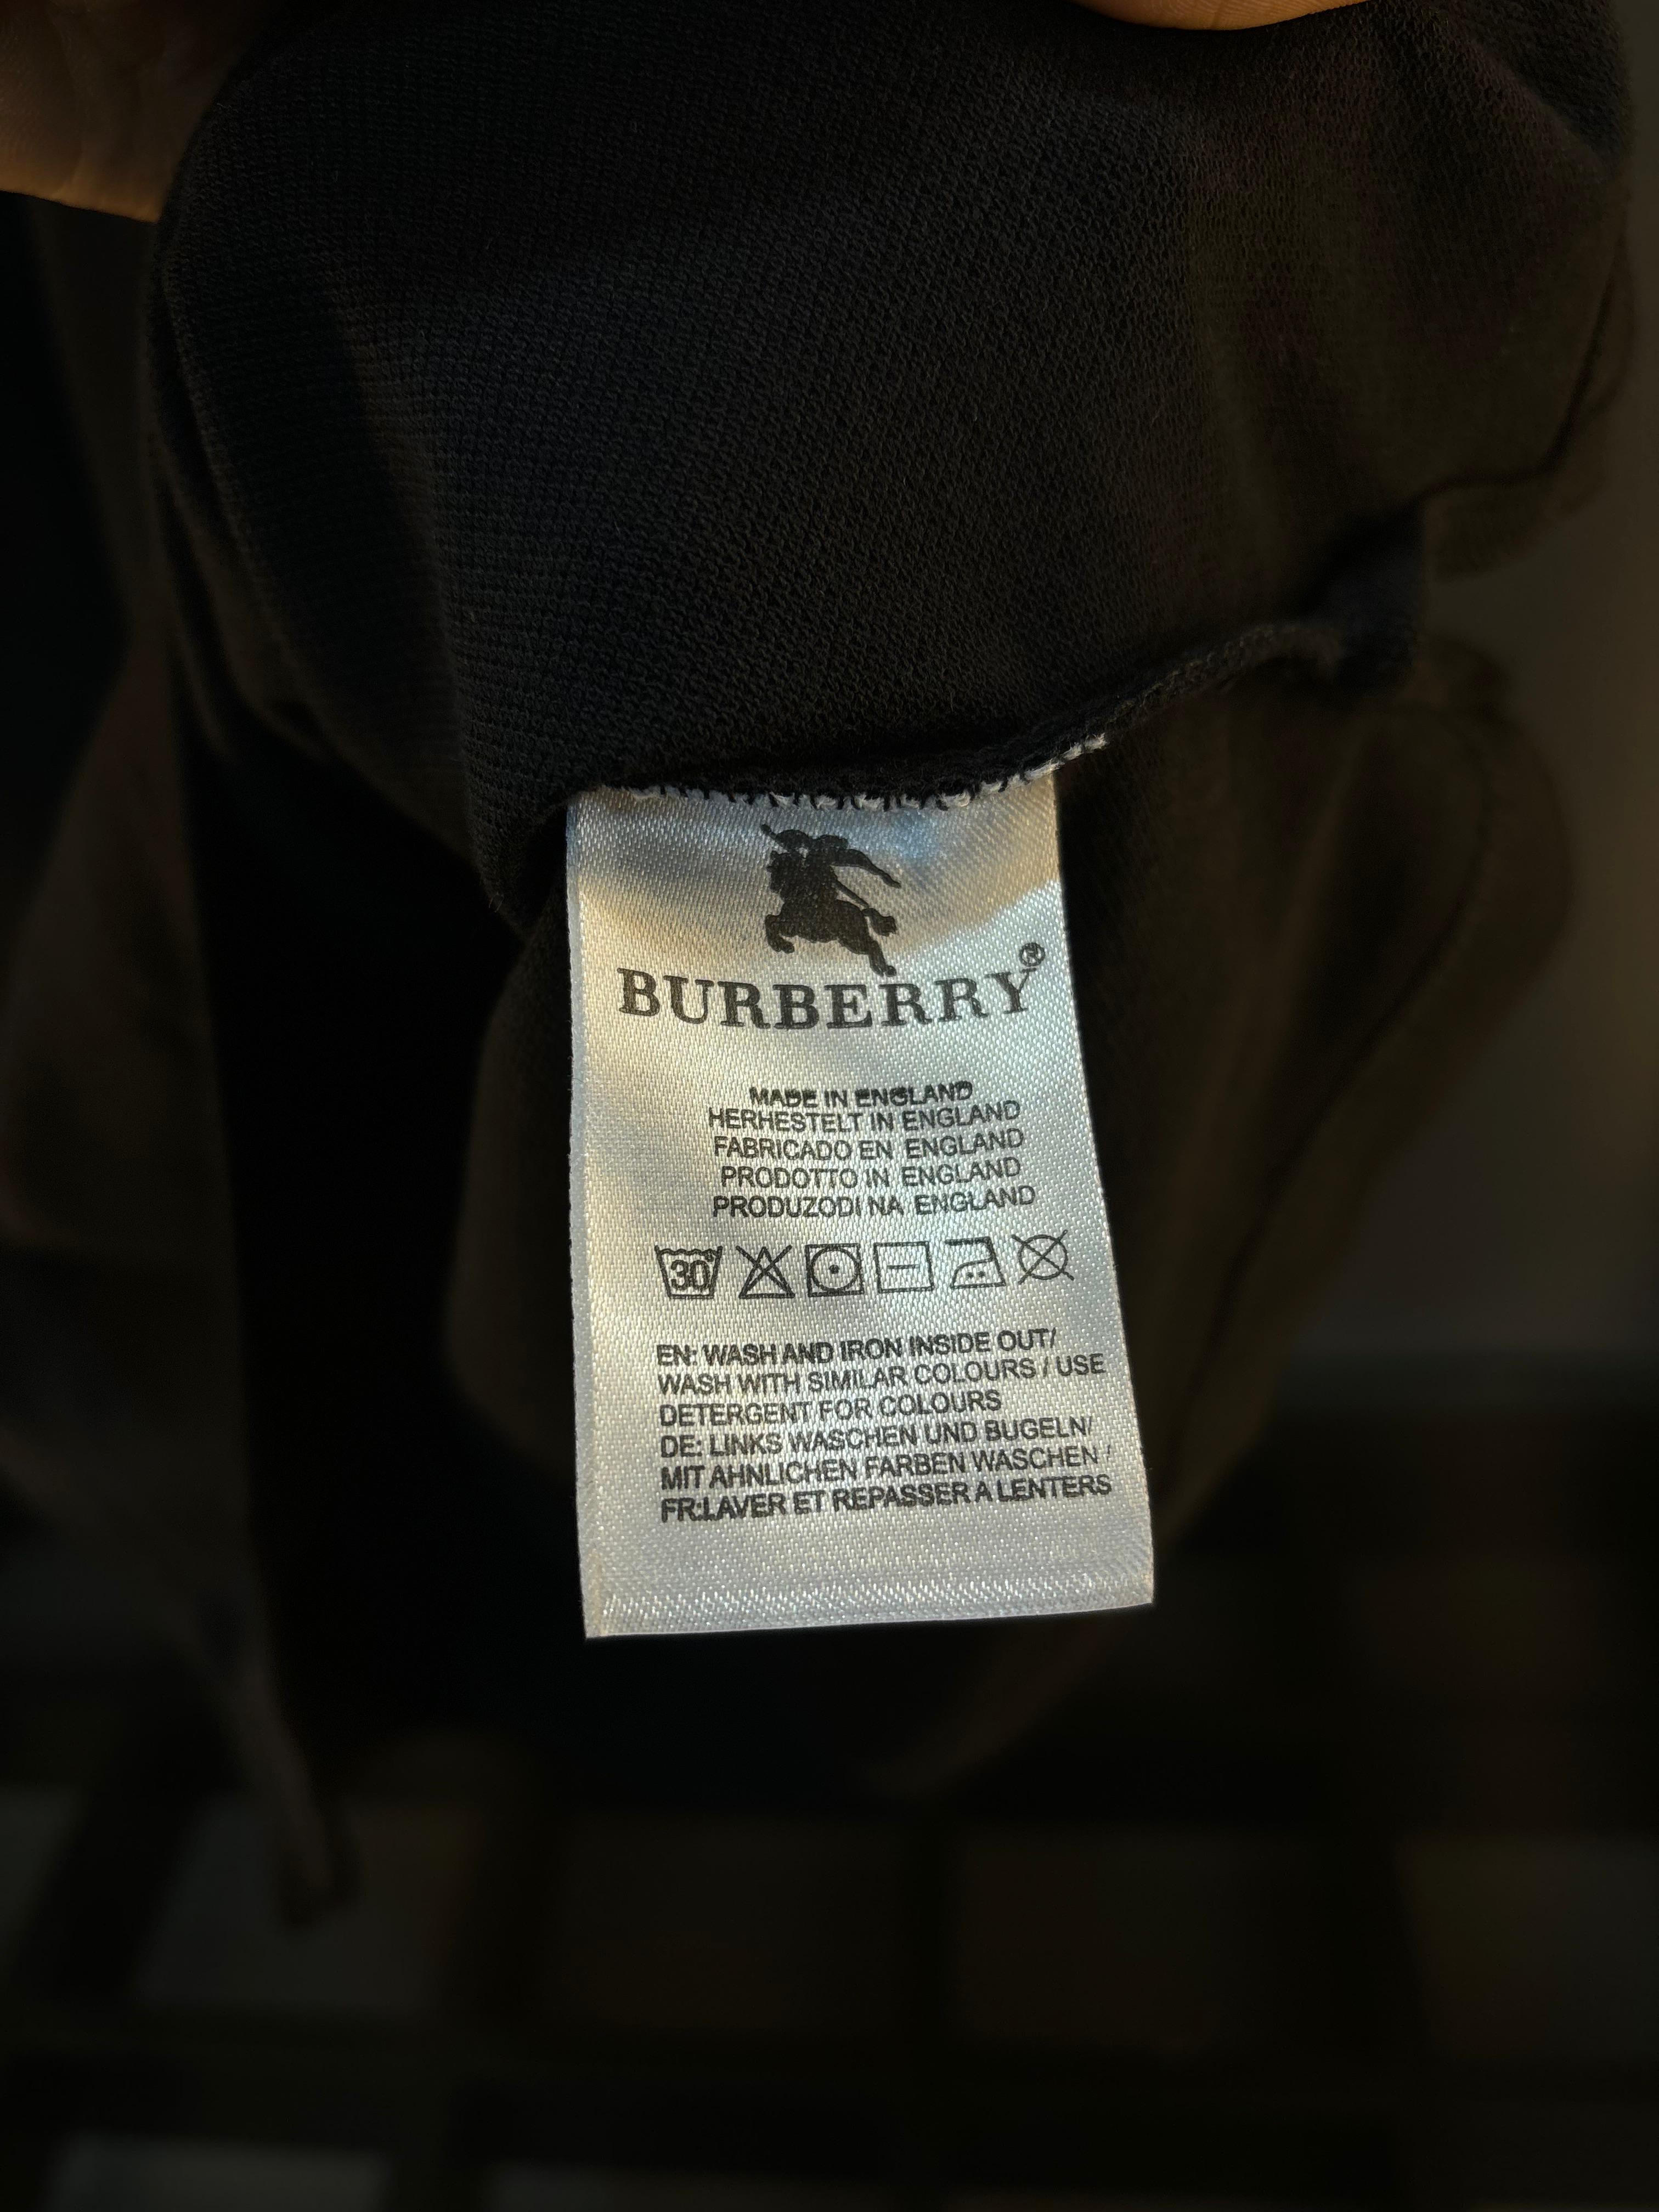 BURBERRY®
MADE IN ENGLAND
HERHESTELT IN ENGLAND
FABRICADO EN ENGLAND
PRODOTTO IN ENGLAND
PRODUZODI NA ENGLAND
30
EN: WASH AND IRON INSIDE OUT/
WASH WITH SIMILAR COLOURS / USE
DETERGENT FOR COLOURS
DE: LINKS WASCHEN UND BUGELN/
MIT AHNLICHEN FARBEN WASCHEN /
FR:LAVER ET REPASSER A LENTERS